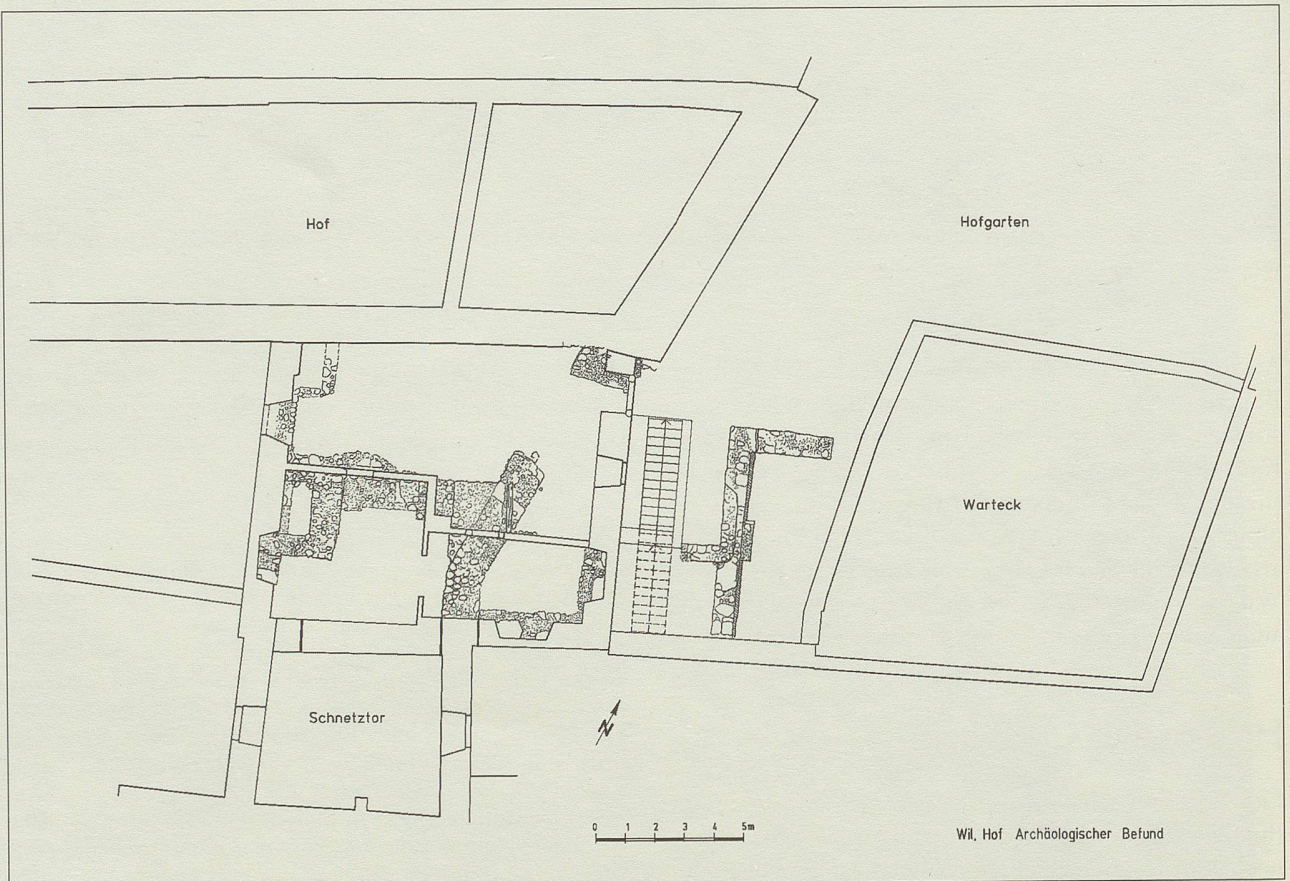 Hof
Hofgarten
Warteck
Schnetztor
N
0 1 2 3 4 5m
Wil, Hof Archäologischer Befund